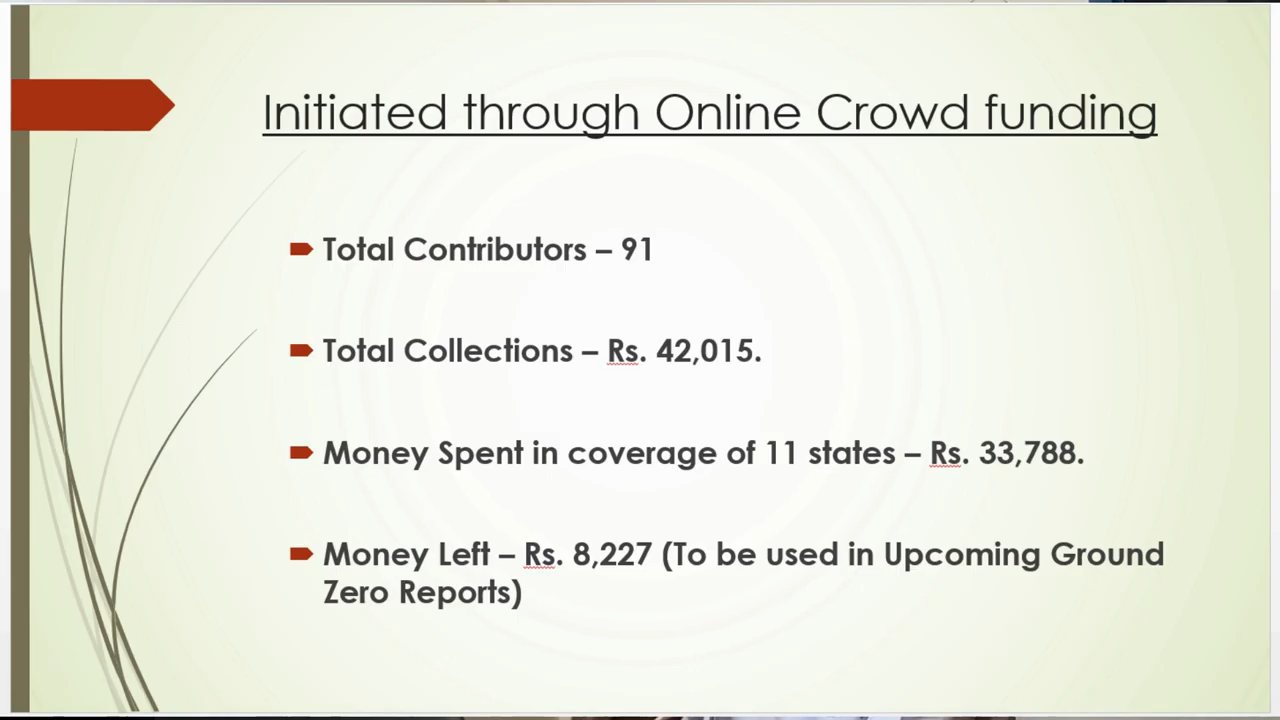 Initiated through Online Crowd funding
Total Contributors – 91
Total Collections – Rs. 42,015.
Money Spent in coverage of 11 states – Rs. 33,788.
Money Left – Rs. 8,227 (To be used in Upcoming Ground
Zero Reports)